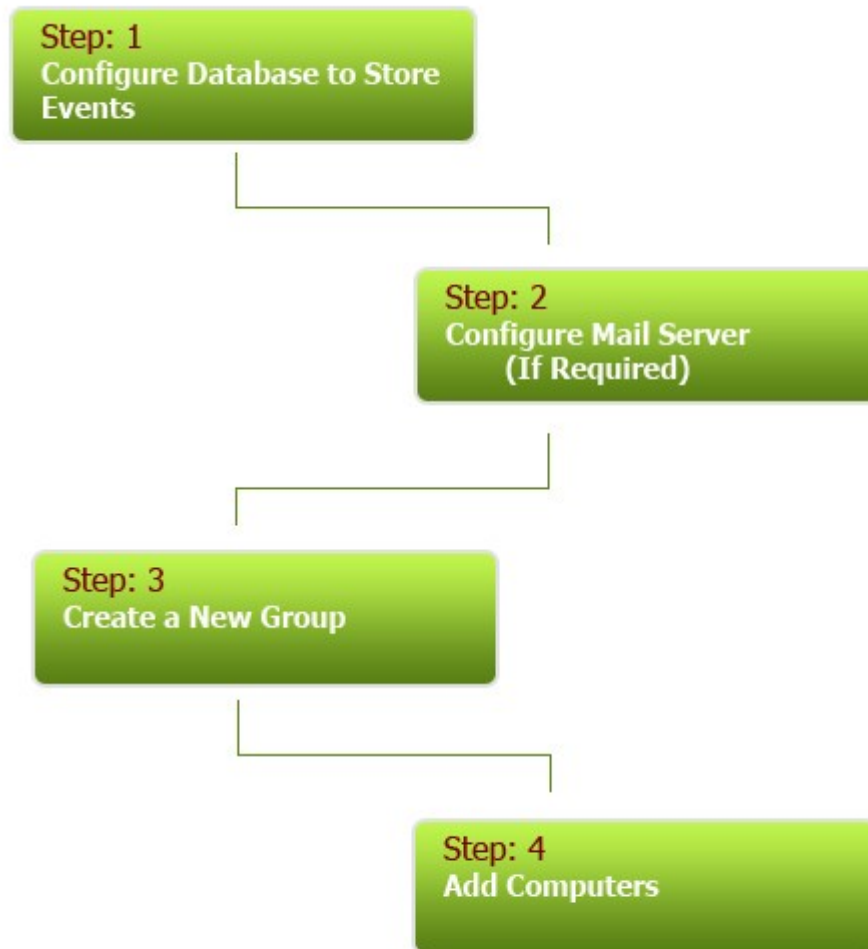 Step: 1
Configure Database to Store
Events
Step: 2
Configure Mail Server
(If Required)
Step: 3
Create a New Group
Step: 4
Add Computers